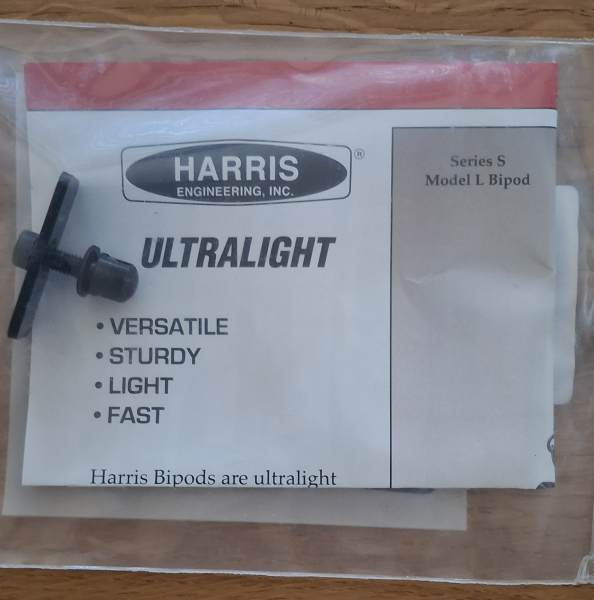 HARRIS
ENGINEERING, INC.
®
Series S
Model L Bipod
ULTRALIGHT
• VERSATILE
• STURDY
• LIGHT
• FAST
Harris Bipods are ultralight